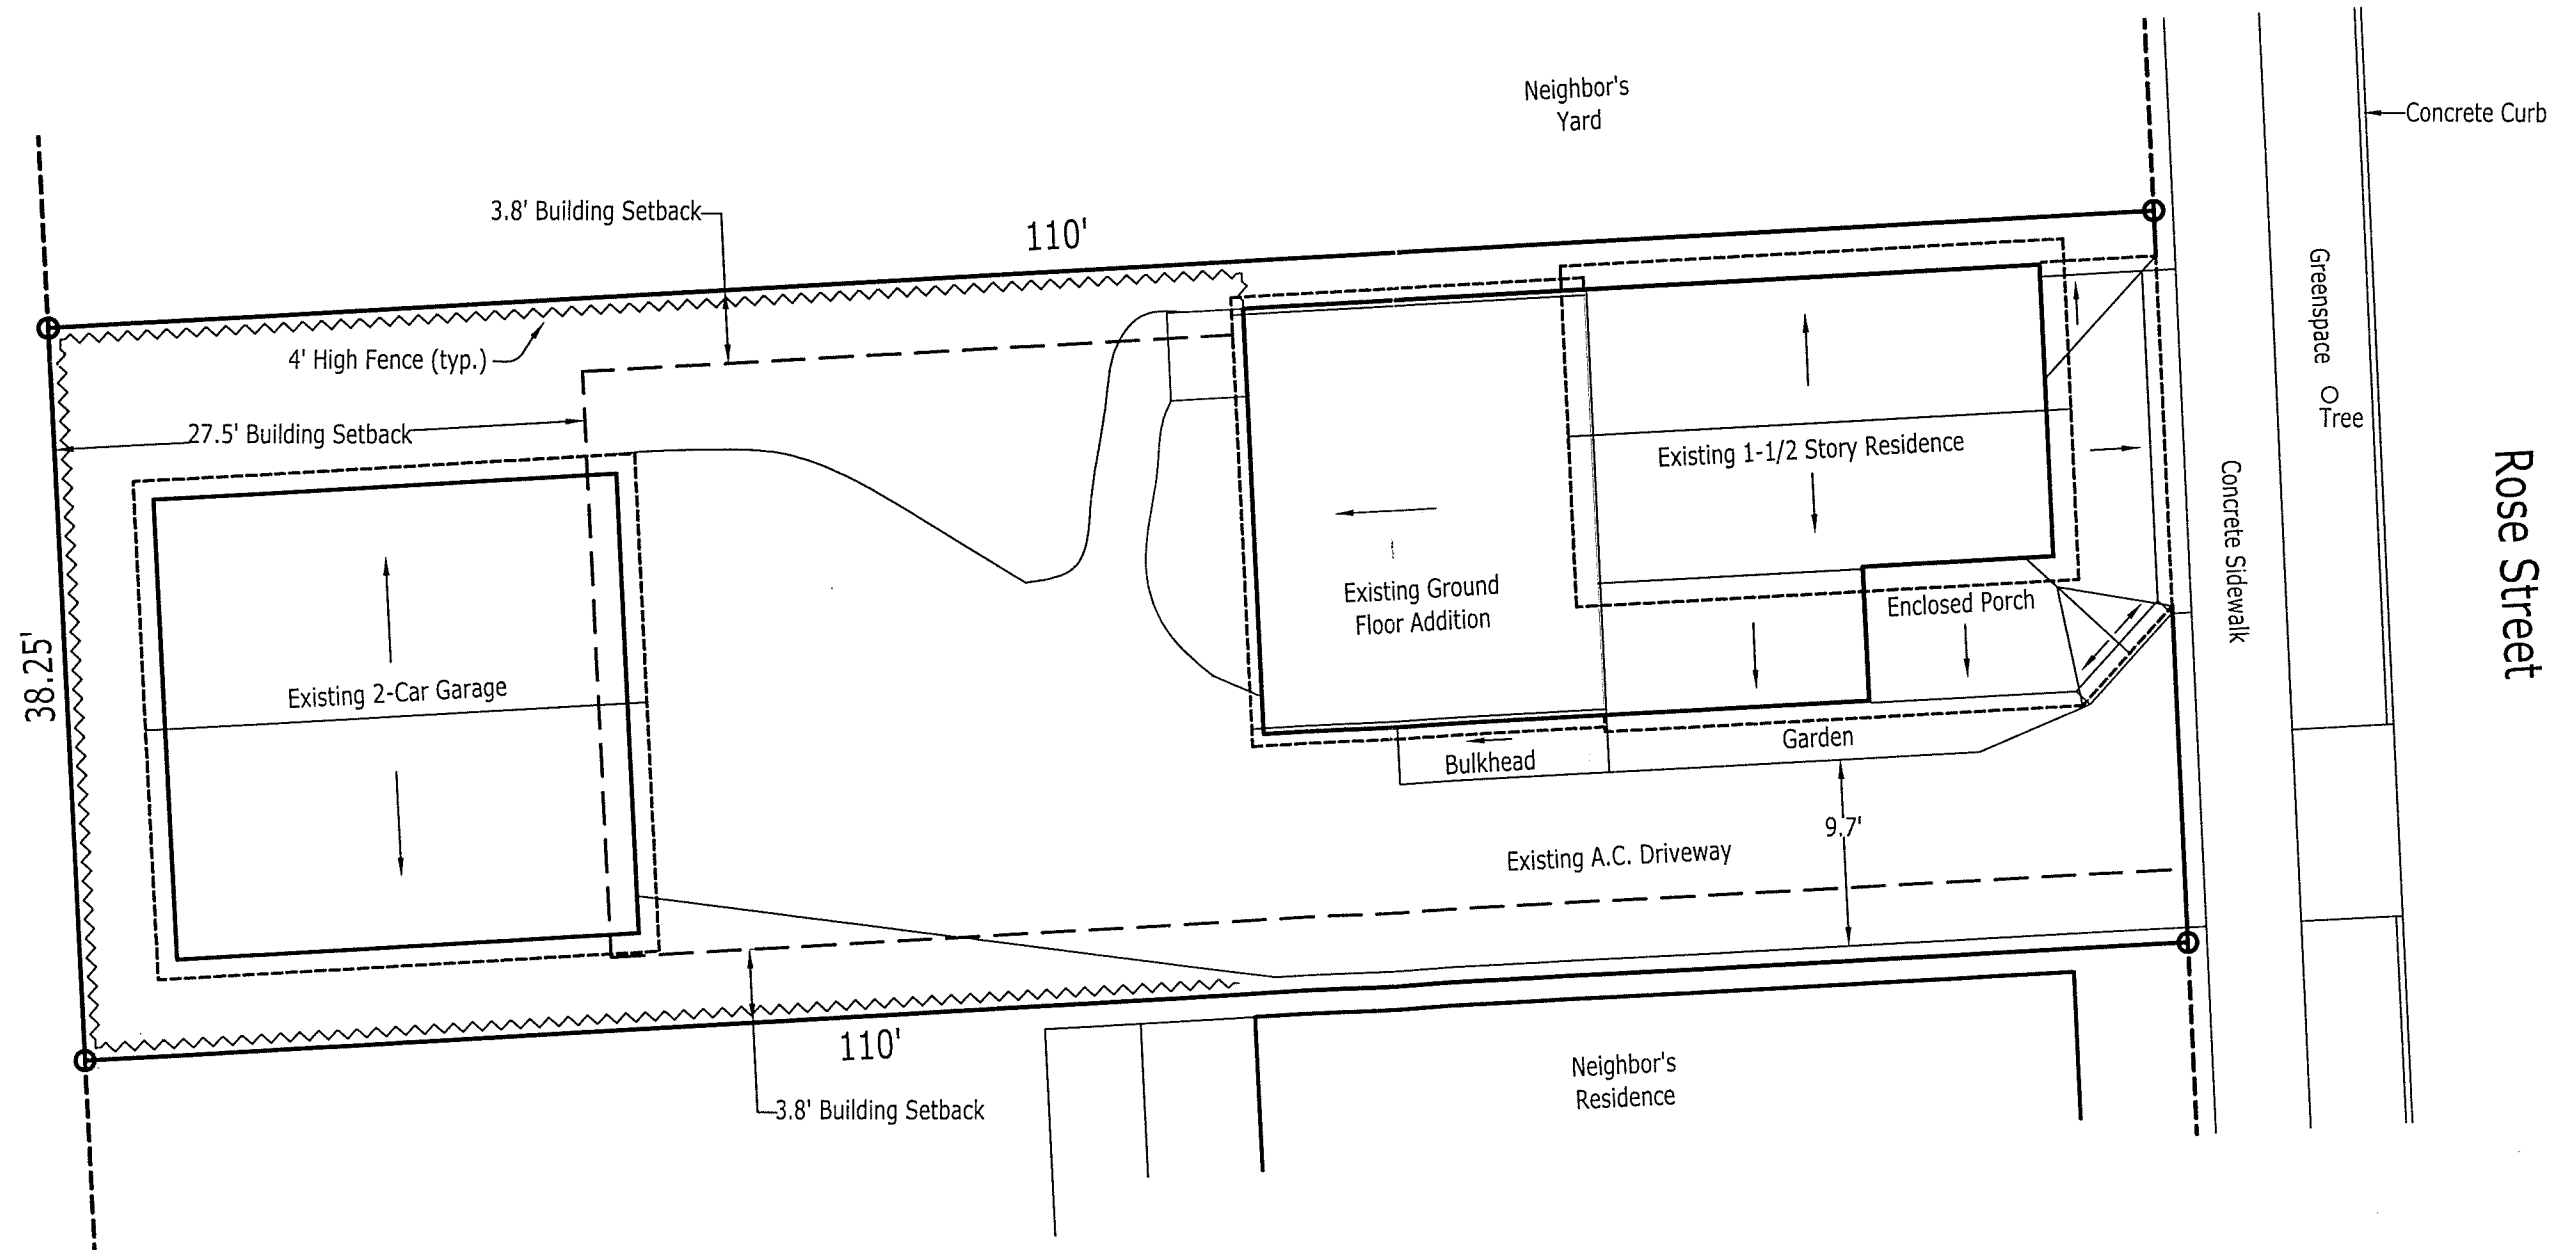 Neighbor's
Yard
Concrete Curb
3.8' Building Setback
110'
4' High Fence (typ.)
27.5' Building Setback
Greenspace
Tree
Existing 1-1/2 Story Residence
Concrete Sidewalk
Rose Street
Existing Ground
Floor Addition
Enclosed Porch
38.25'
Existing 2-Car Garage
Garden
Bulkhead
9.7'
Existing A.C. Driveway
110'
Neighbor's
Residence
3.8' Building Setback